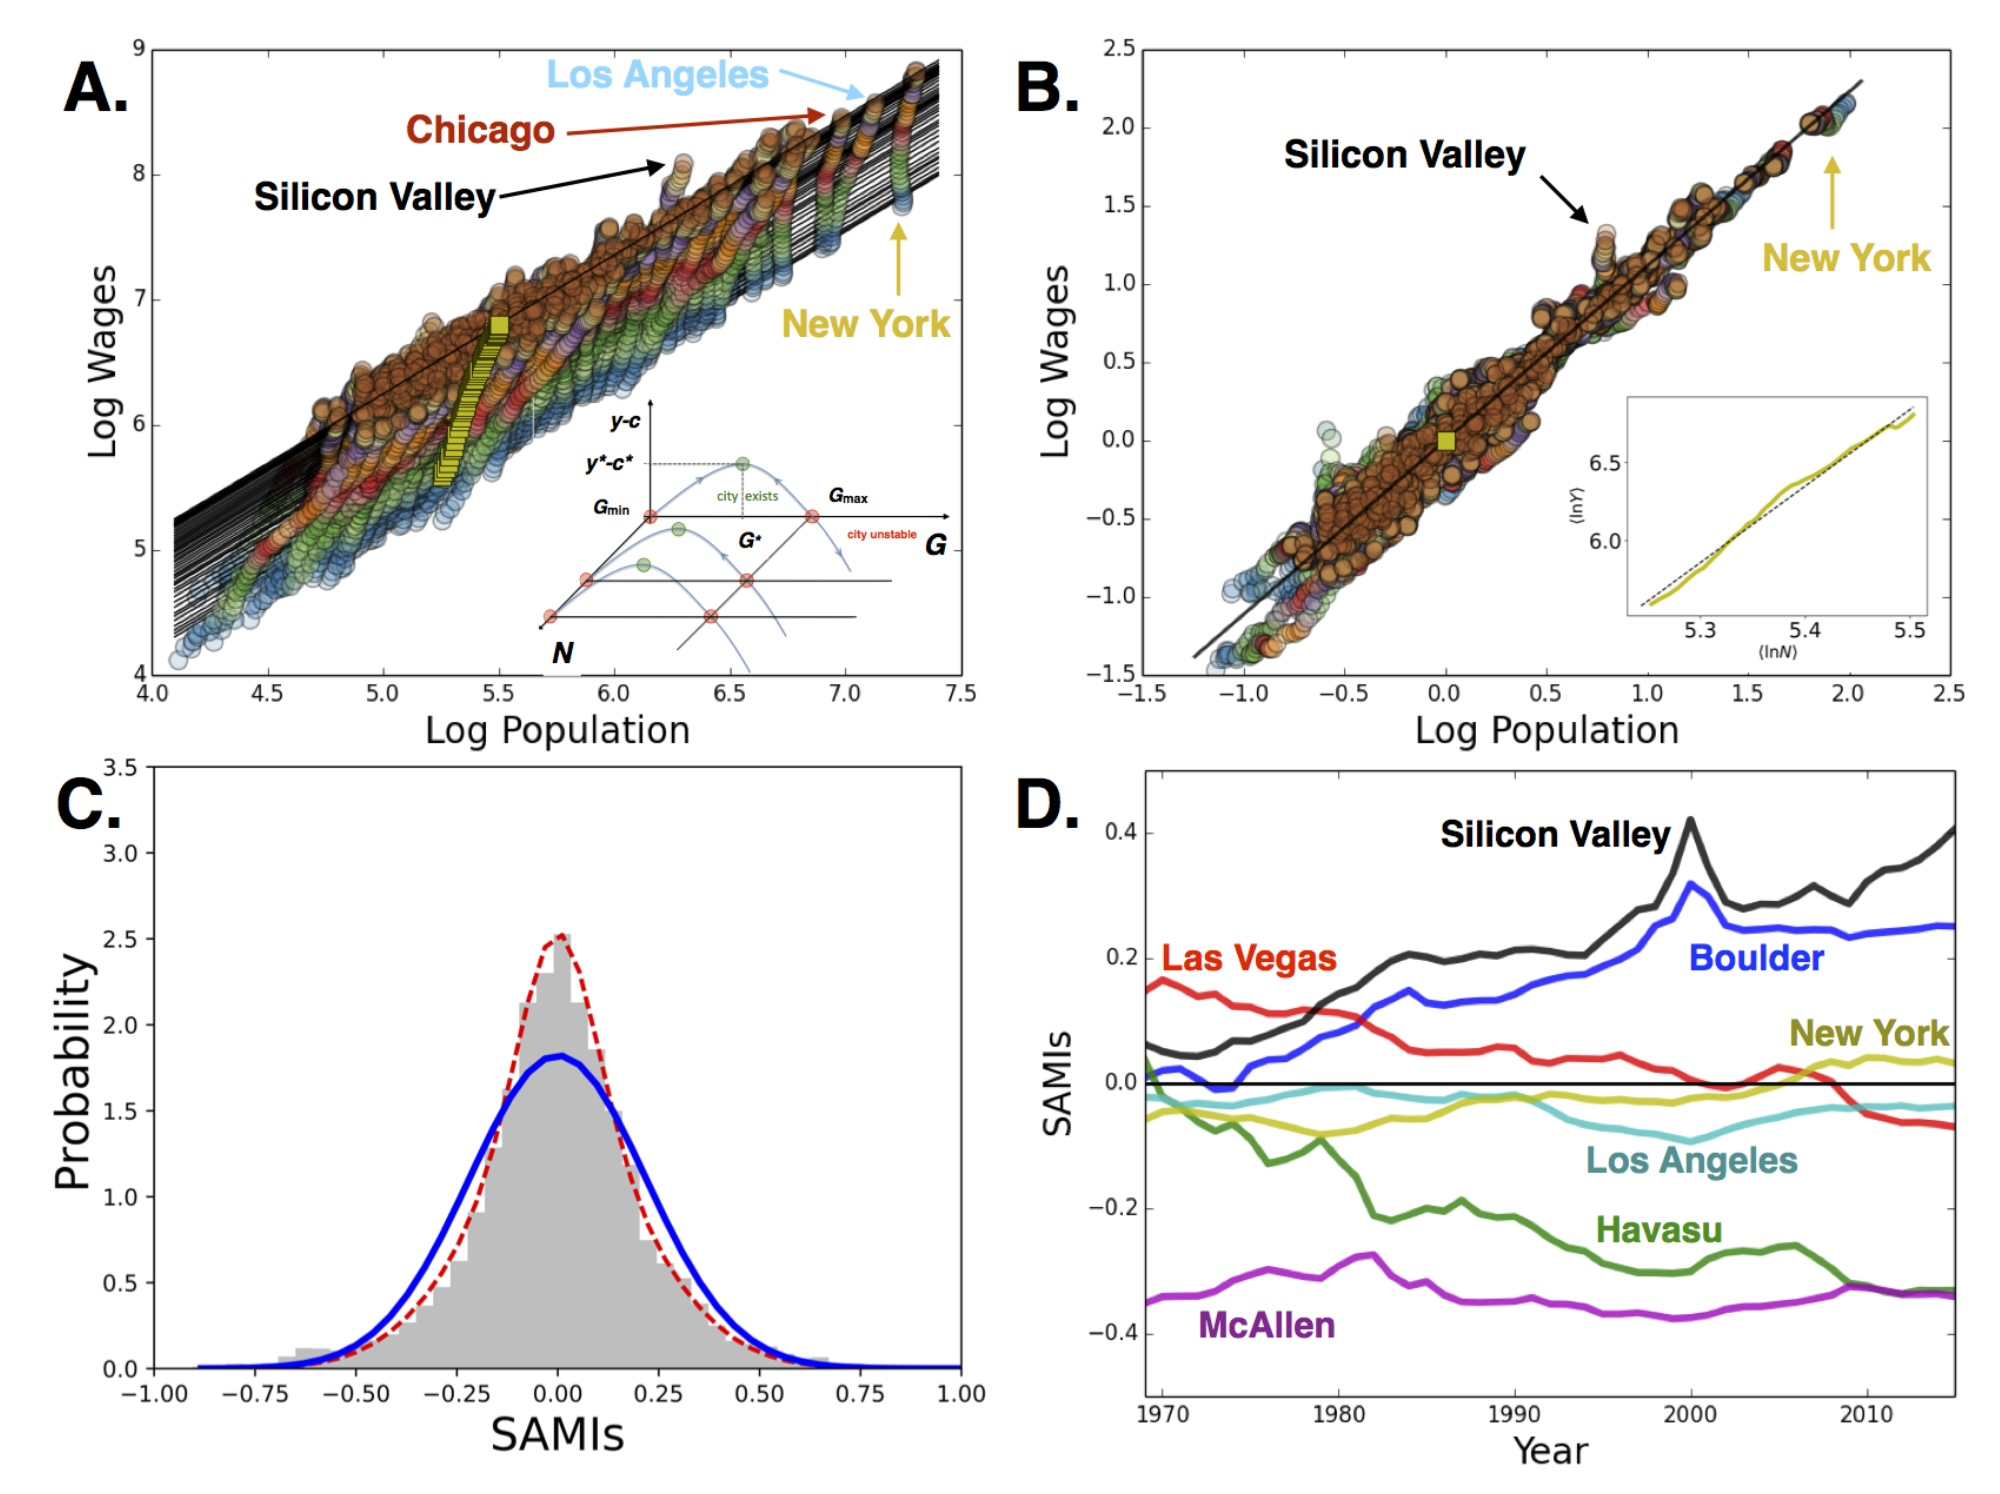 A.
9
8
7
6
5
4
4.0 4.5 5.0 5.5 6.0 6.5 7.0 7.5
Log Wages
Log Population
Los Angeles
Chicago
Silicon Valley
New York
y-c
y*-c*
Gmin
city exists
Gmax
city unstable
G*
G
N
B.
2.5
2.0
1.5
1.0
0.5
0.0
−0.5
−1.0
−1.5
−1.5 −1.0 −0.5 0.0 0.5 1.0 1.5 2.0 2.5
Log Wages
Log Population
Silicon Valley
New York
6.5
6.0
⟨lnY⟩
5.3 5.4 5.5
⟨lnN⟩
C.
3.5
3.0
2.5
2.0
1.5
1.0
0.5
0.0
−1.00 −0.75 −0.50 −0.25 0.00 0.25 0.50 0.75 1.00
Probability
SAMIs
D.
0.4
0.2
0.0
−0.2
−0.4
1970 1980 1990 2000 2010
SAMIs
Year
Silicon Valley
Las Vegas
Boulder
New York
Los Angeles
Havasu
McAllen